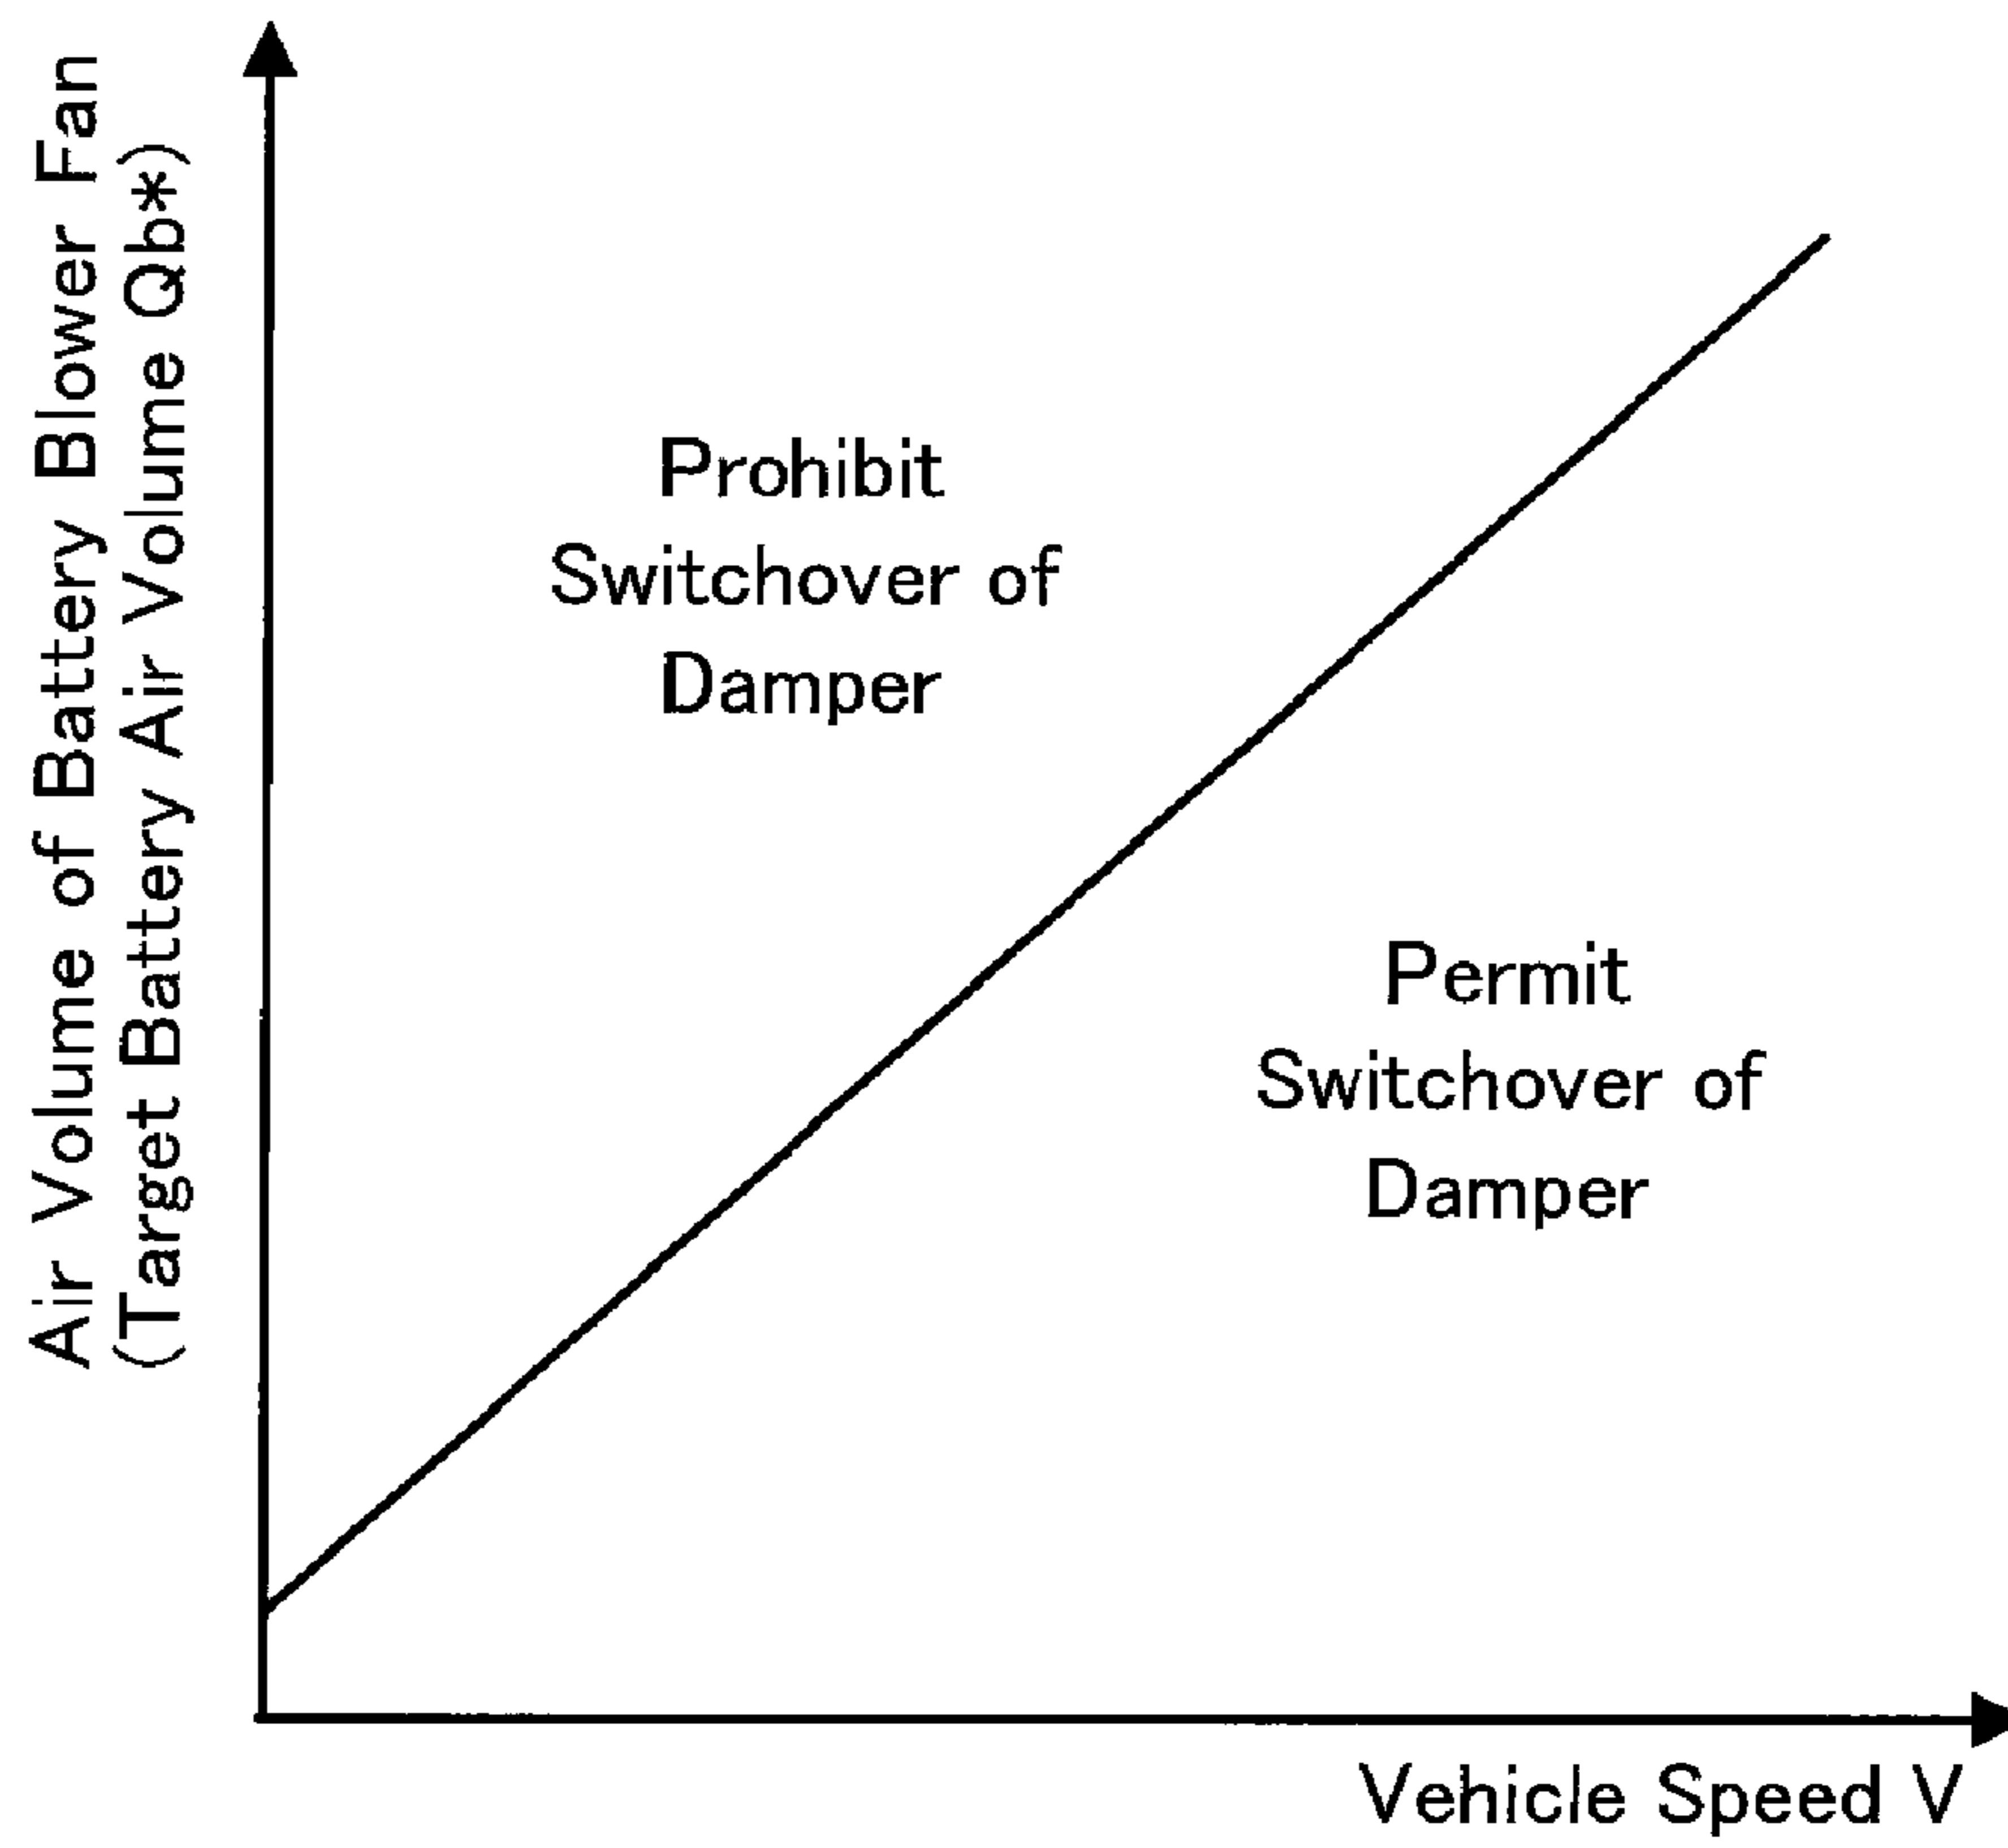 Air Volume of Battery Blower Fan
(Target Battery Air Volume Qb*)
Prohibit
Switchover of
Damper
Permit
Switchover of
Damper
Vehicle Speed V